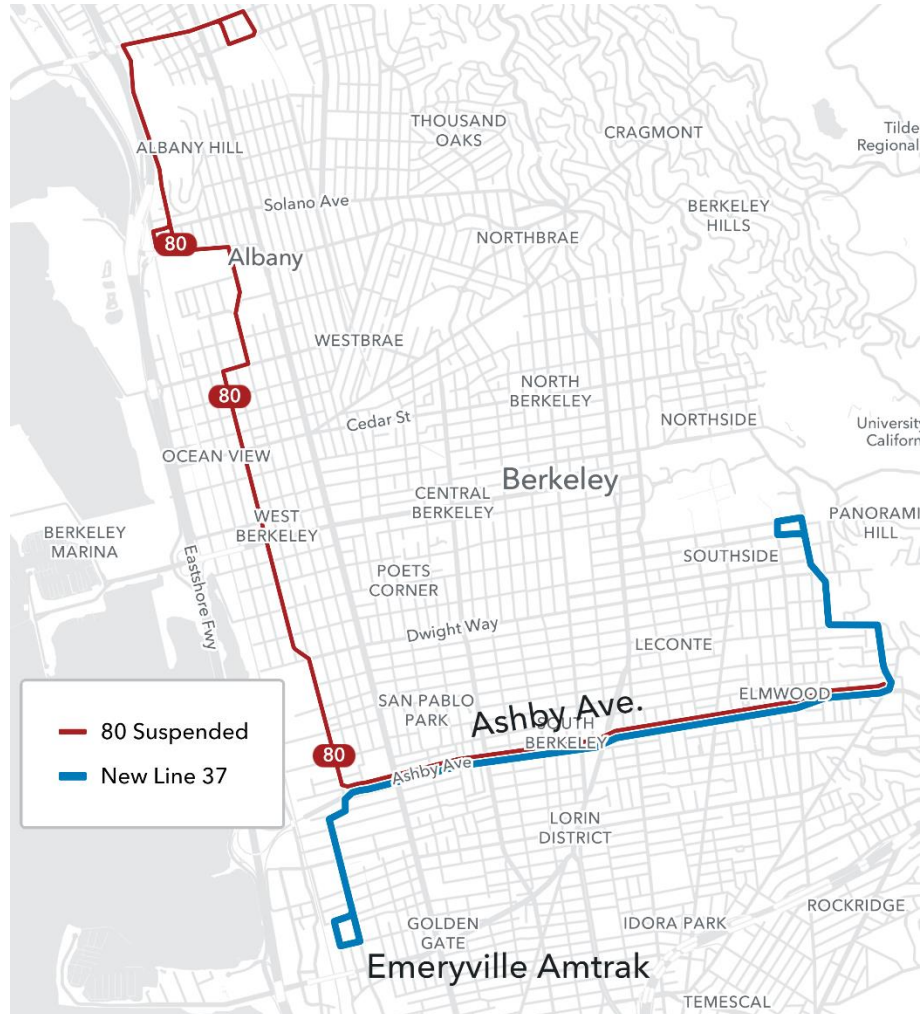 THOUSAND
OAKS
CRAGMONT
Tilde
Regional
ALBANY HILL
Solano Ave
BERKELEY
HILLS
NORTHBRAE
80
Albany
WESTBRAE
NORTH
BERKELEY
80
Cedar St
NORTHSIDE
University
Californ
OCEAN VIEW
Berkeley
CENTRAL
BERKELEY
WEST
BERKELEY
PANORAMI
HILL
BERKELEY
MARINA
SOUTHSIDE
Eastshore Fwy
POETS
CORNER
Dwight Way
LECONTE
ELMWOOD
SAN PABLO
PARK
Ashby Ave.
SOUTH
BERKELEY
80 Suspended
New Line 37
80
Ashby Ave
LORIN
DISTRICT
ROCKRIDGE
GOLDEN
GATE
IDORA PARK
Emeryville Amtrak
TEMESCAL